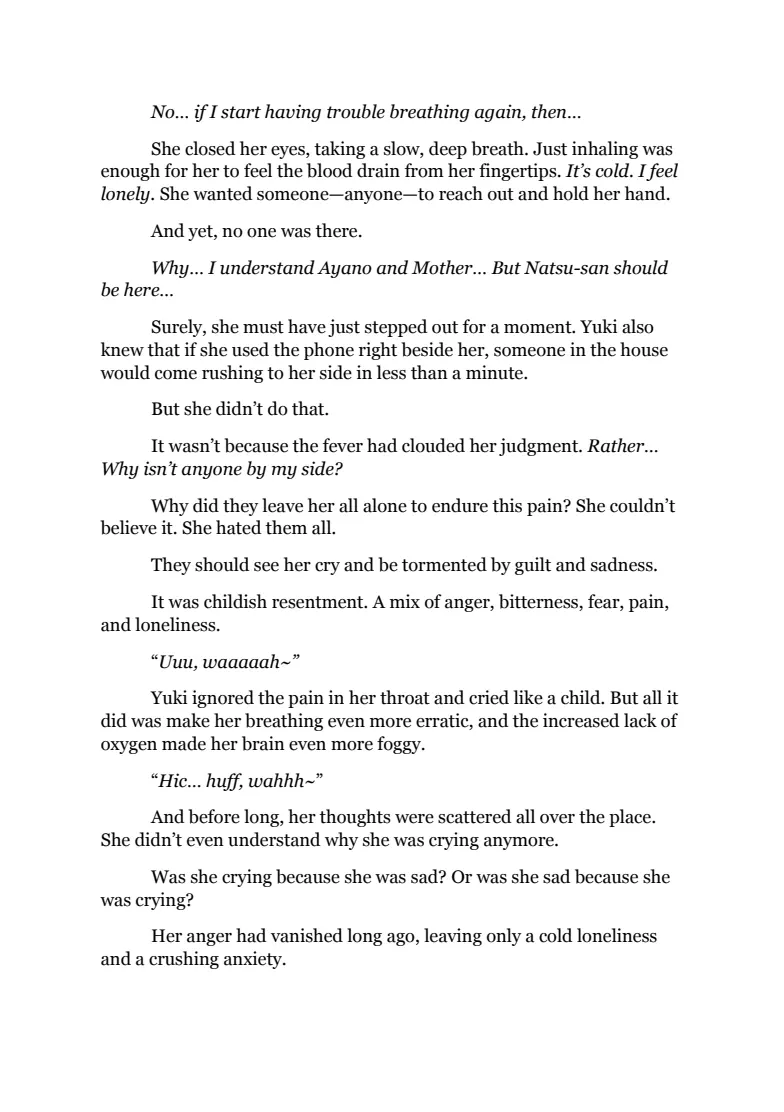 No… if I start having trouble breathing again, then…
She closed her eyes, taking a slow, deep breath. Just inhaling was
enough for her to feel the blood drain from her fingertips. It’s cold. I feel
lonely. She wanted someone—anyone—to reach out and hold her hand.
And yet, no one was there.
Why… I understand Ayano and Mother… But Natsu-san should
be here…
Surely, she must have just stepped out for a moment. Yuki also
knew that if she used the phone right beside her, someone in the house
would come rushing to her side in less than a minute.
But she didn’t do that.
It wasn’t because the fever had clouded her judgment. Rather…
Why isn’t anyone by my side?
Why did they leave her all alone to endure this pain? She couldn’t
believe it. She hated them all.
They should see her cry and be tormented by guilt and sadness.
It was childish resentment. A mix of anger, bitterness, fear, pain,
and loneliness.
“Uuu, waaaaah~”
Yuki ignored the pain in her throat and cried like a child. But all it
did was make her breathing even more erratic, and the increased lack of
oxygen made her brain even more foggy.
“Hic… huff, wahhh~”
And before long, her thoughts were scattered all over the place.
She didn’t even understand why she was crying anymore.
Was she crying because she was sad? Or was she sad because she
was crying?
Her anger had vanished long ago, leaving only a cold loneliness
and a crushing anxiety.